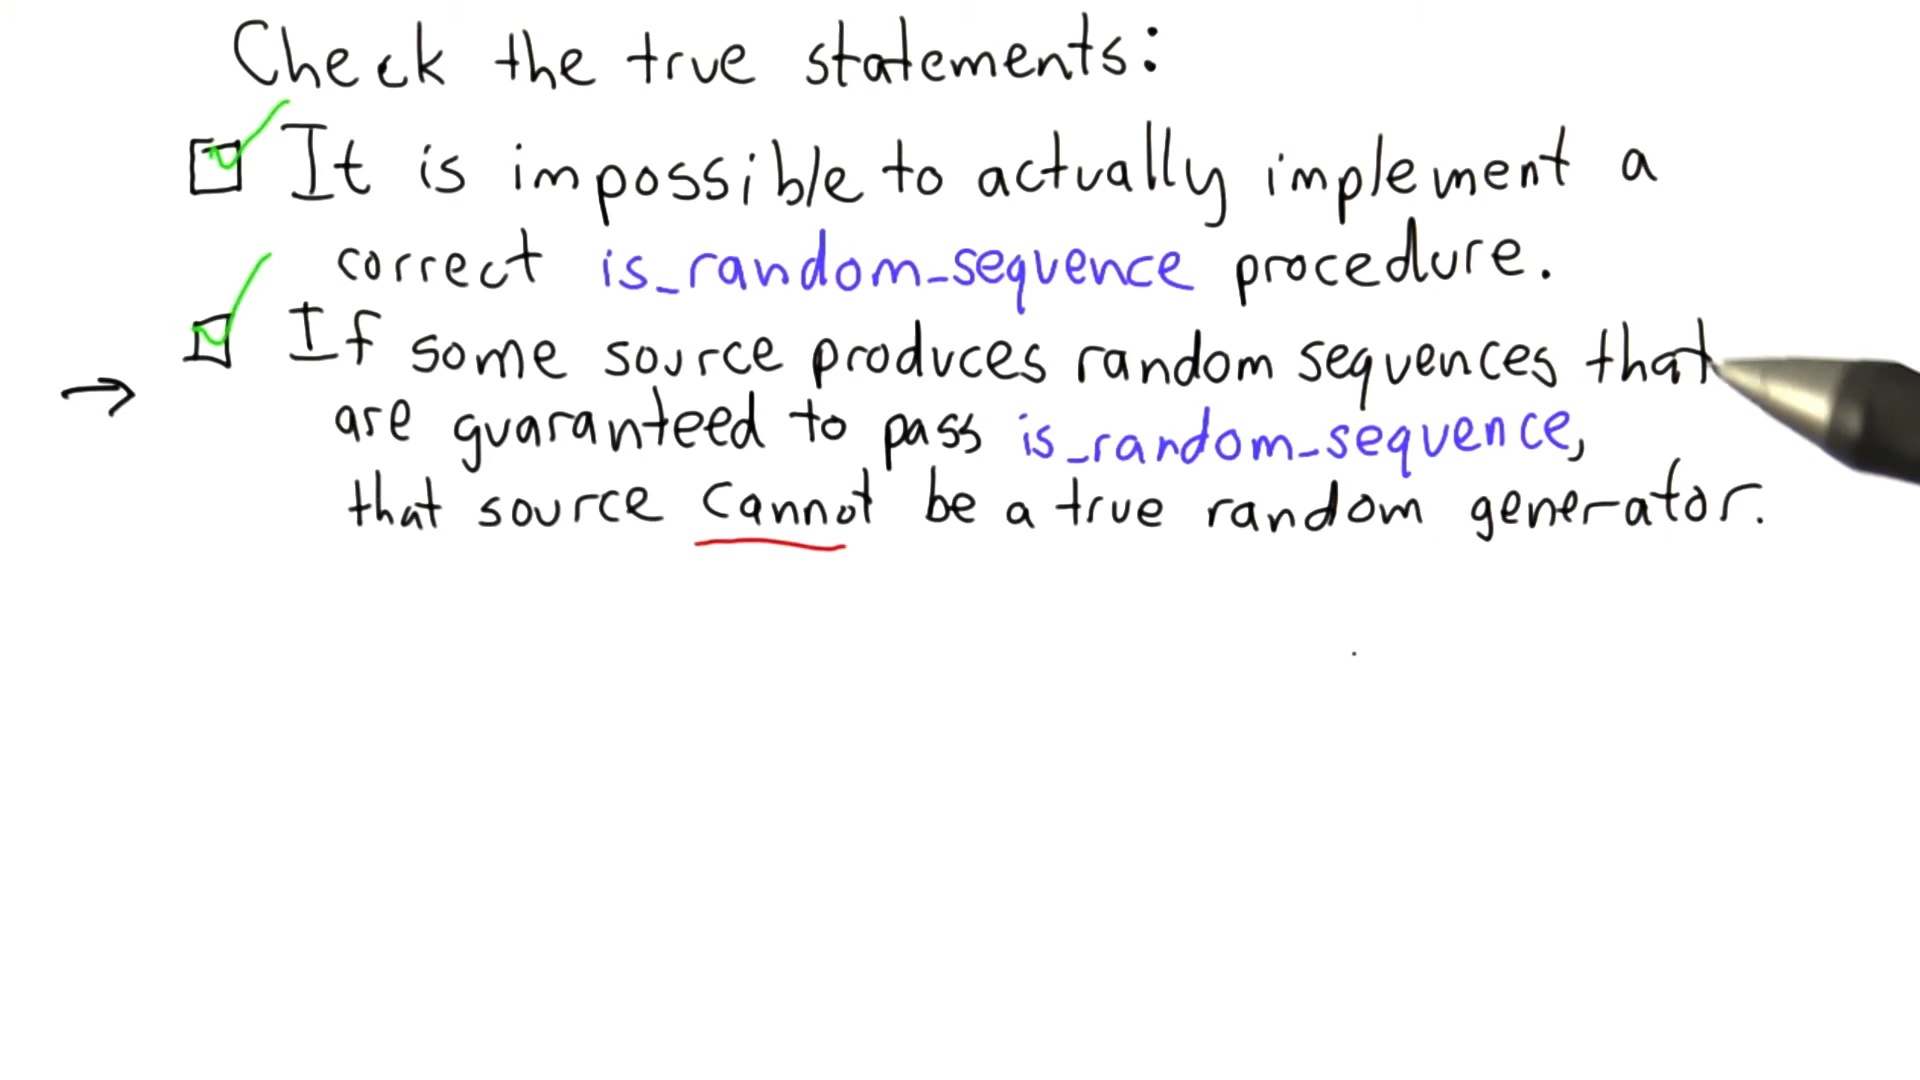 Check the true statements:
It is impossible to actually implement a
correct is_random_sequence procedure.
If some source produces random sequences that
are guaranteed to pass is_random_sequence,
that source cannot be a true random generator.